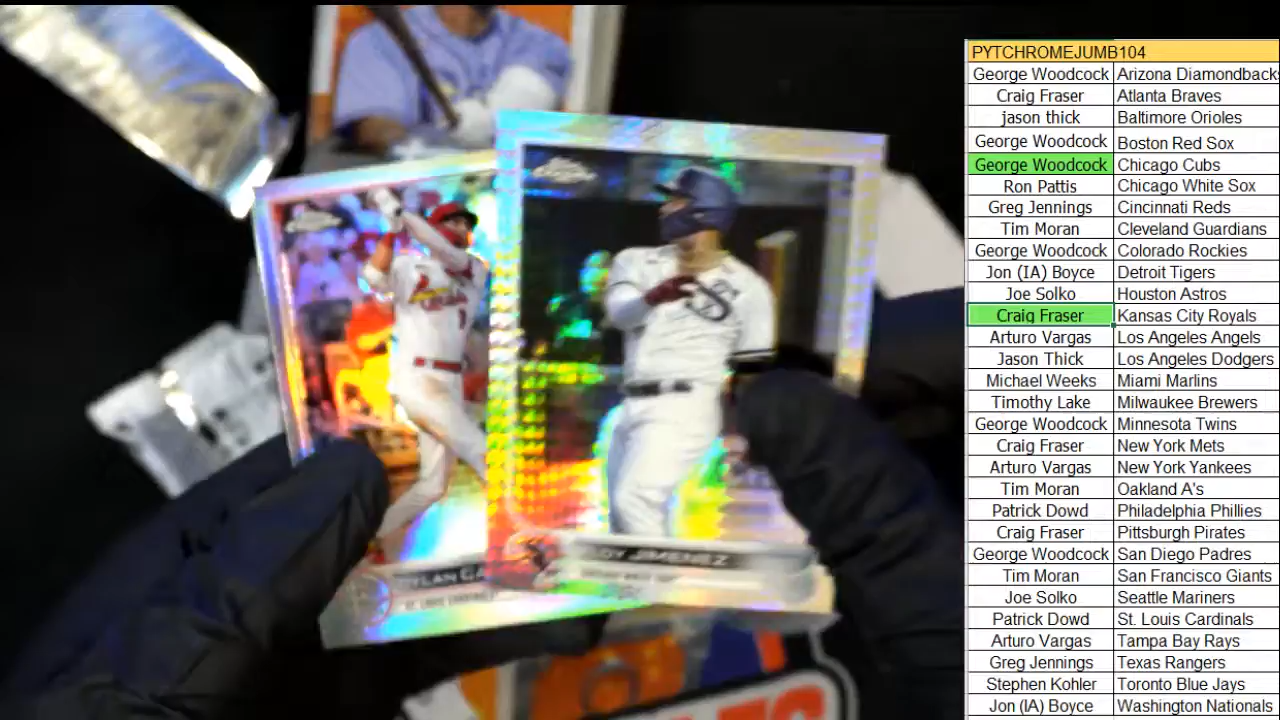 PYTCHROMEJUMB104
George Woodcock Arizona Diamondback
Craig Fraser Atlanta Braves
jason thick Baltimore Orioles
George Woodcock Boston Red Sox
George Woodcock Chicago Cubs
Ron Pattis Chicago White Sox
Greg Jennings Cincinnati Reds
Tim Moran Cleveland Guardians
George Woodcock Colorado Rockies
Jon (IA) Boyce Detroit Tigers
Joe Solko Houston Astros
Craig Fraser Kansas City Royals
Arturo Vargas Los Angeles Angels
Jason Thick Los Angeles Dodgers
Michael Weeks Miami Marlins
Timothy Lake Milwaukee Brewers
George Woodcock Minnesota Twins
Craig Fraser New York Mets
Arturo Vargas New York Yankees
Tim Moran Oakland A's
Patrick Dowd Philadelphia Phillies
Craig Fraser Pittsburgh Pirates
George Woodcock San Diego Padres
Tim Moran San Francisco Giants
Joe Solko Seattle Mariners
Patrick Dowd St. Louis Cardinals
Arturo Vargas Tampa Bay Rays
Greg Jennings Texas Rangers
Stephen Kohler Toronto Blue Jays
Jon (IA) Boyce Washington Nationals
JIMENEZ